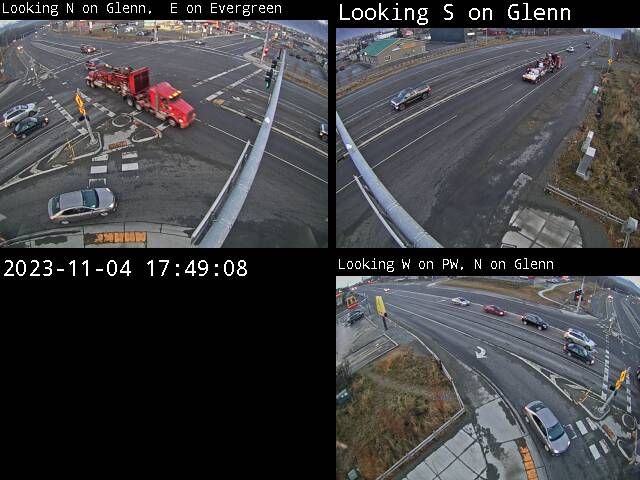 Looking N on Glenn,  E on Evergreen
Looking S on Glenn
2023-11-04 17:49:08
Looking W on PW, N on Glenn